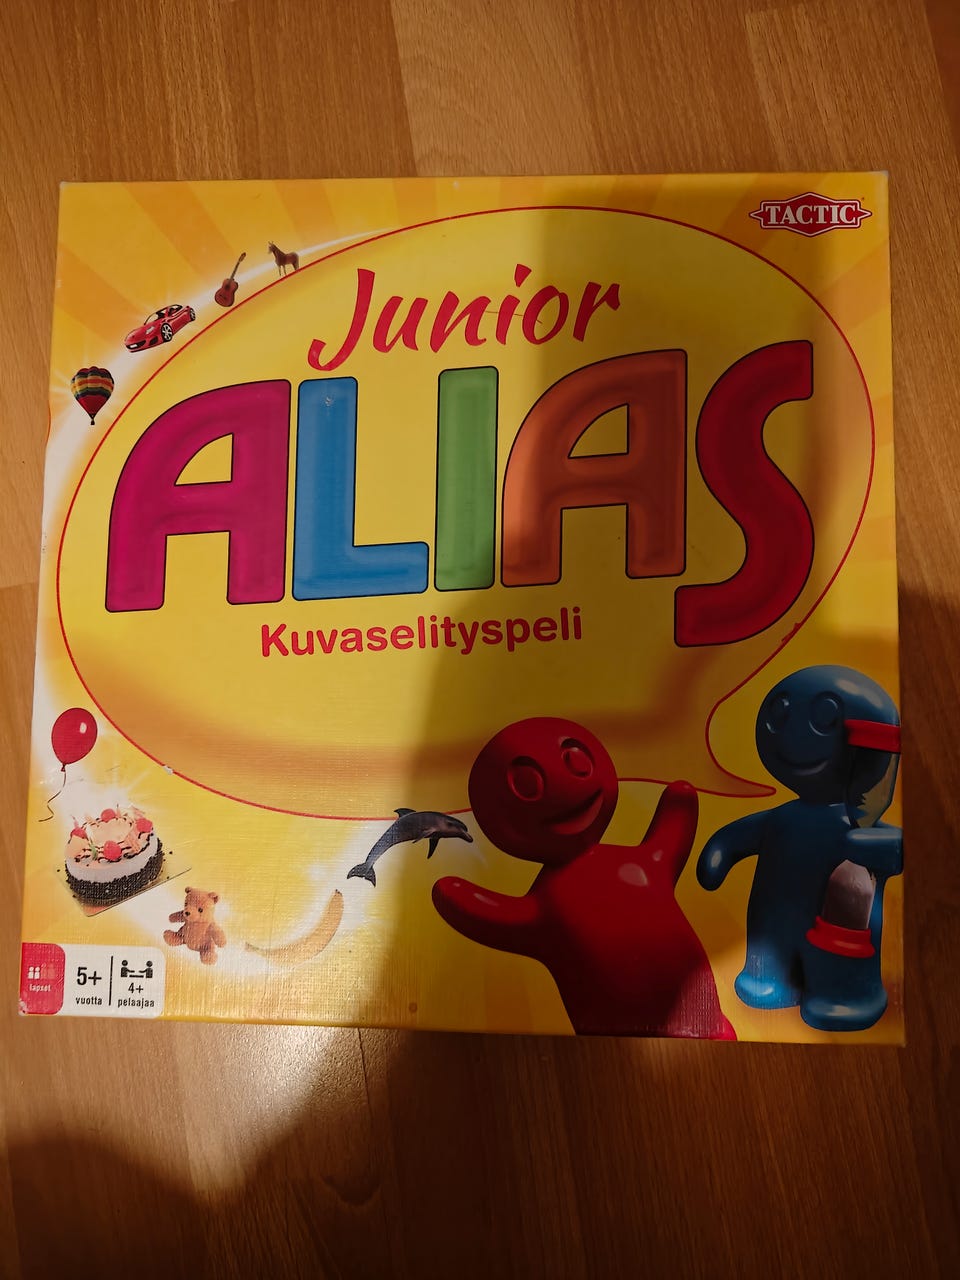 TACTIC
Junior
ALIAS
Kuvaselityspeli
lapset
5+
vuotta
4+
pelaajaa